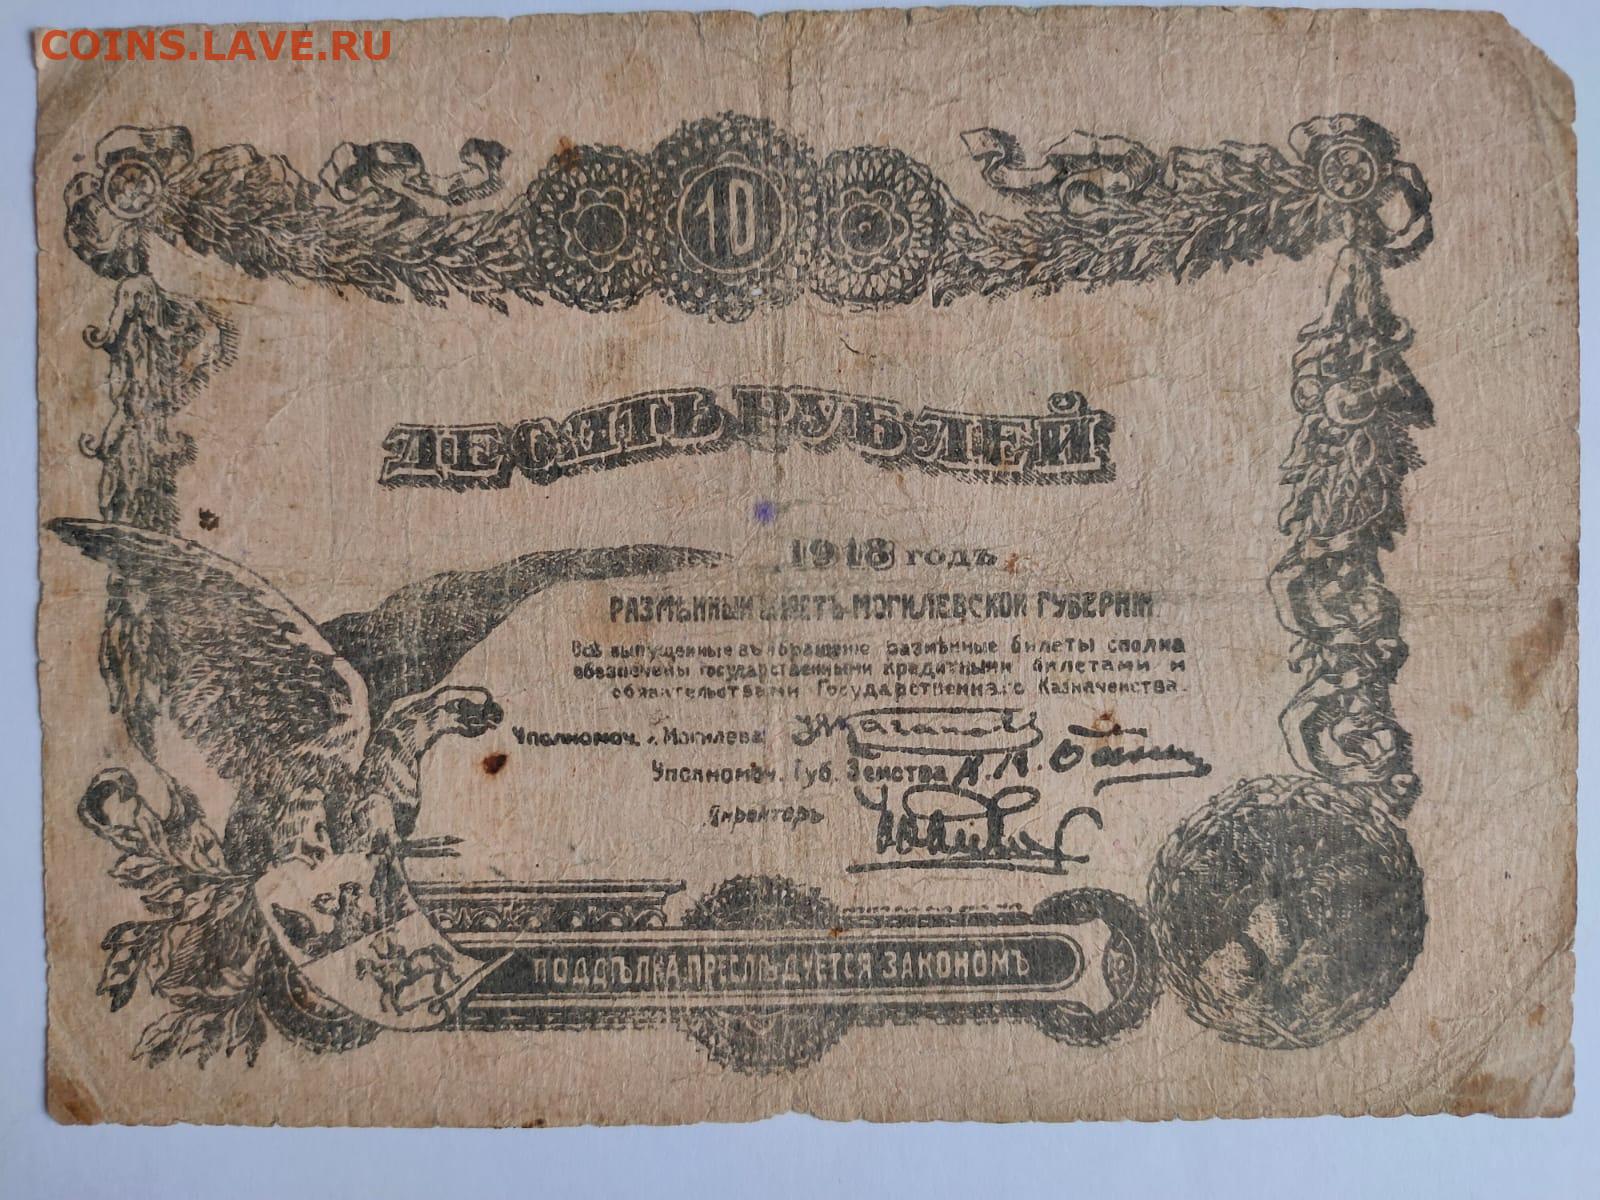 COINS.LAVE.RU
10
ДЕСЯТЬ РУБЛЕЙ
1918 годъ
РАЗМѢННЫЙ БИЛЕТЪ МОГИЛЕВСКОЙ ГУБЕРНІИ
Всѣ выпущенные въ обращеніе размѣнные билеты сполна
обезпечены государственными кредитными билетами и
обязательствами Государственнаго Казначейства.
Уполномоч. г. Могилева
Уполномоч. Губ. Земства
Директоръ
ПОДДѢЛКА ПРЕСЛѢДУЕТСЯ ЗАКОНОМЪ